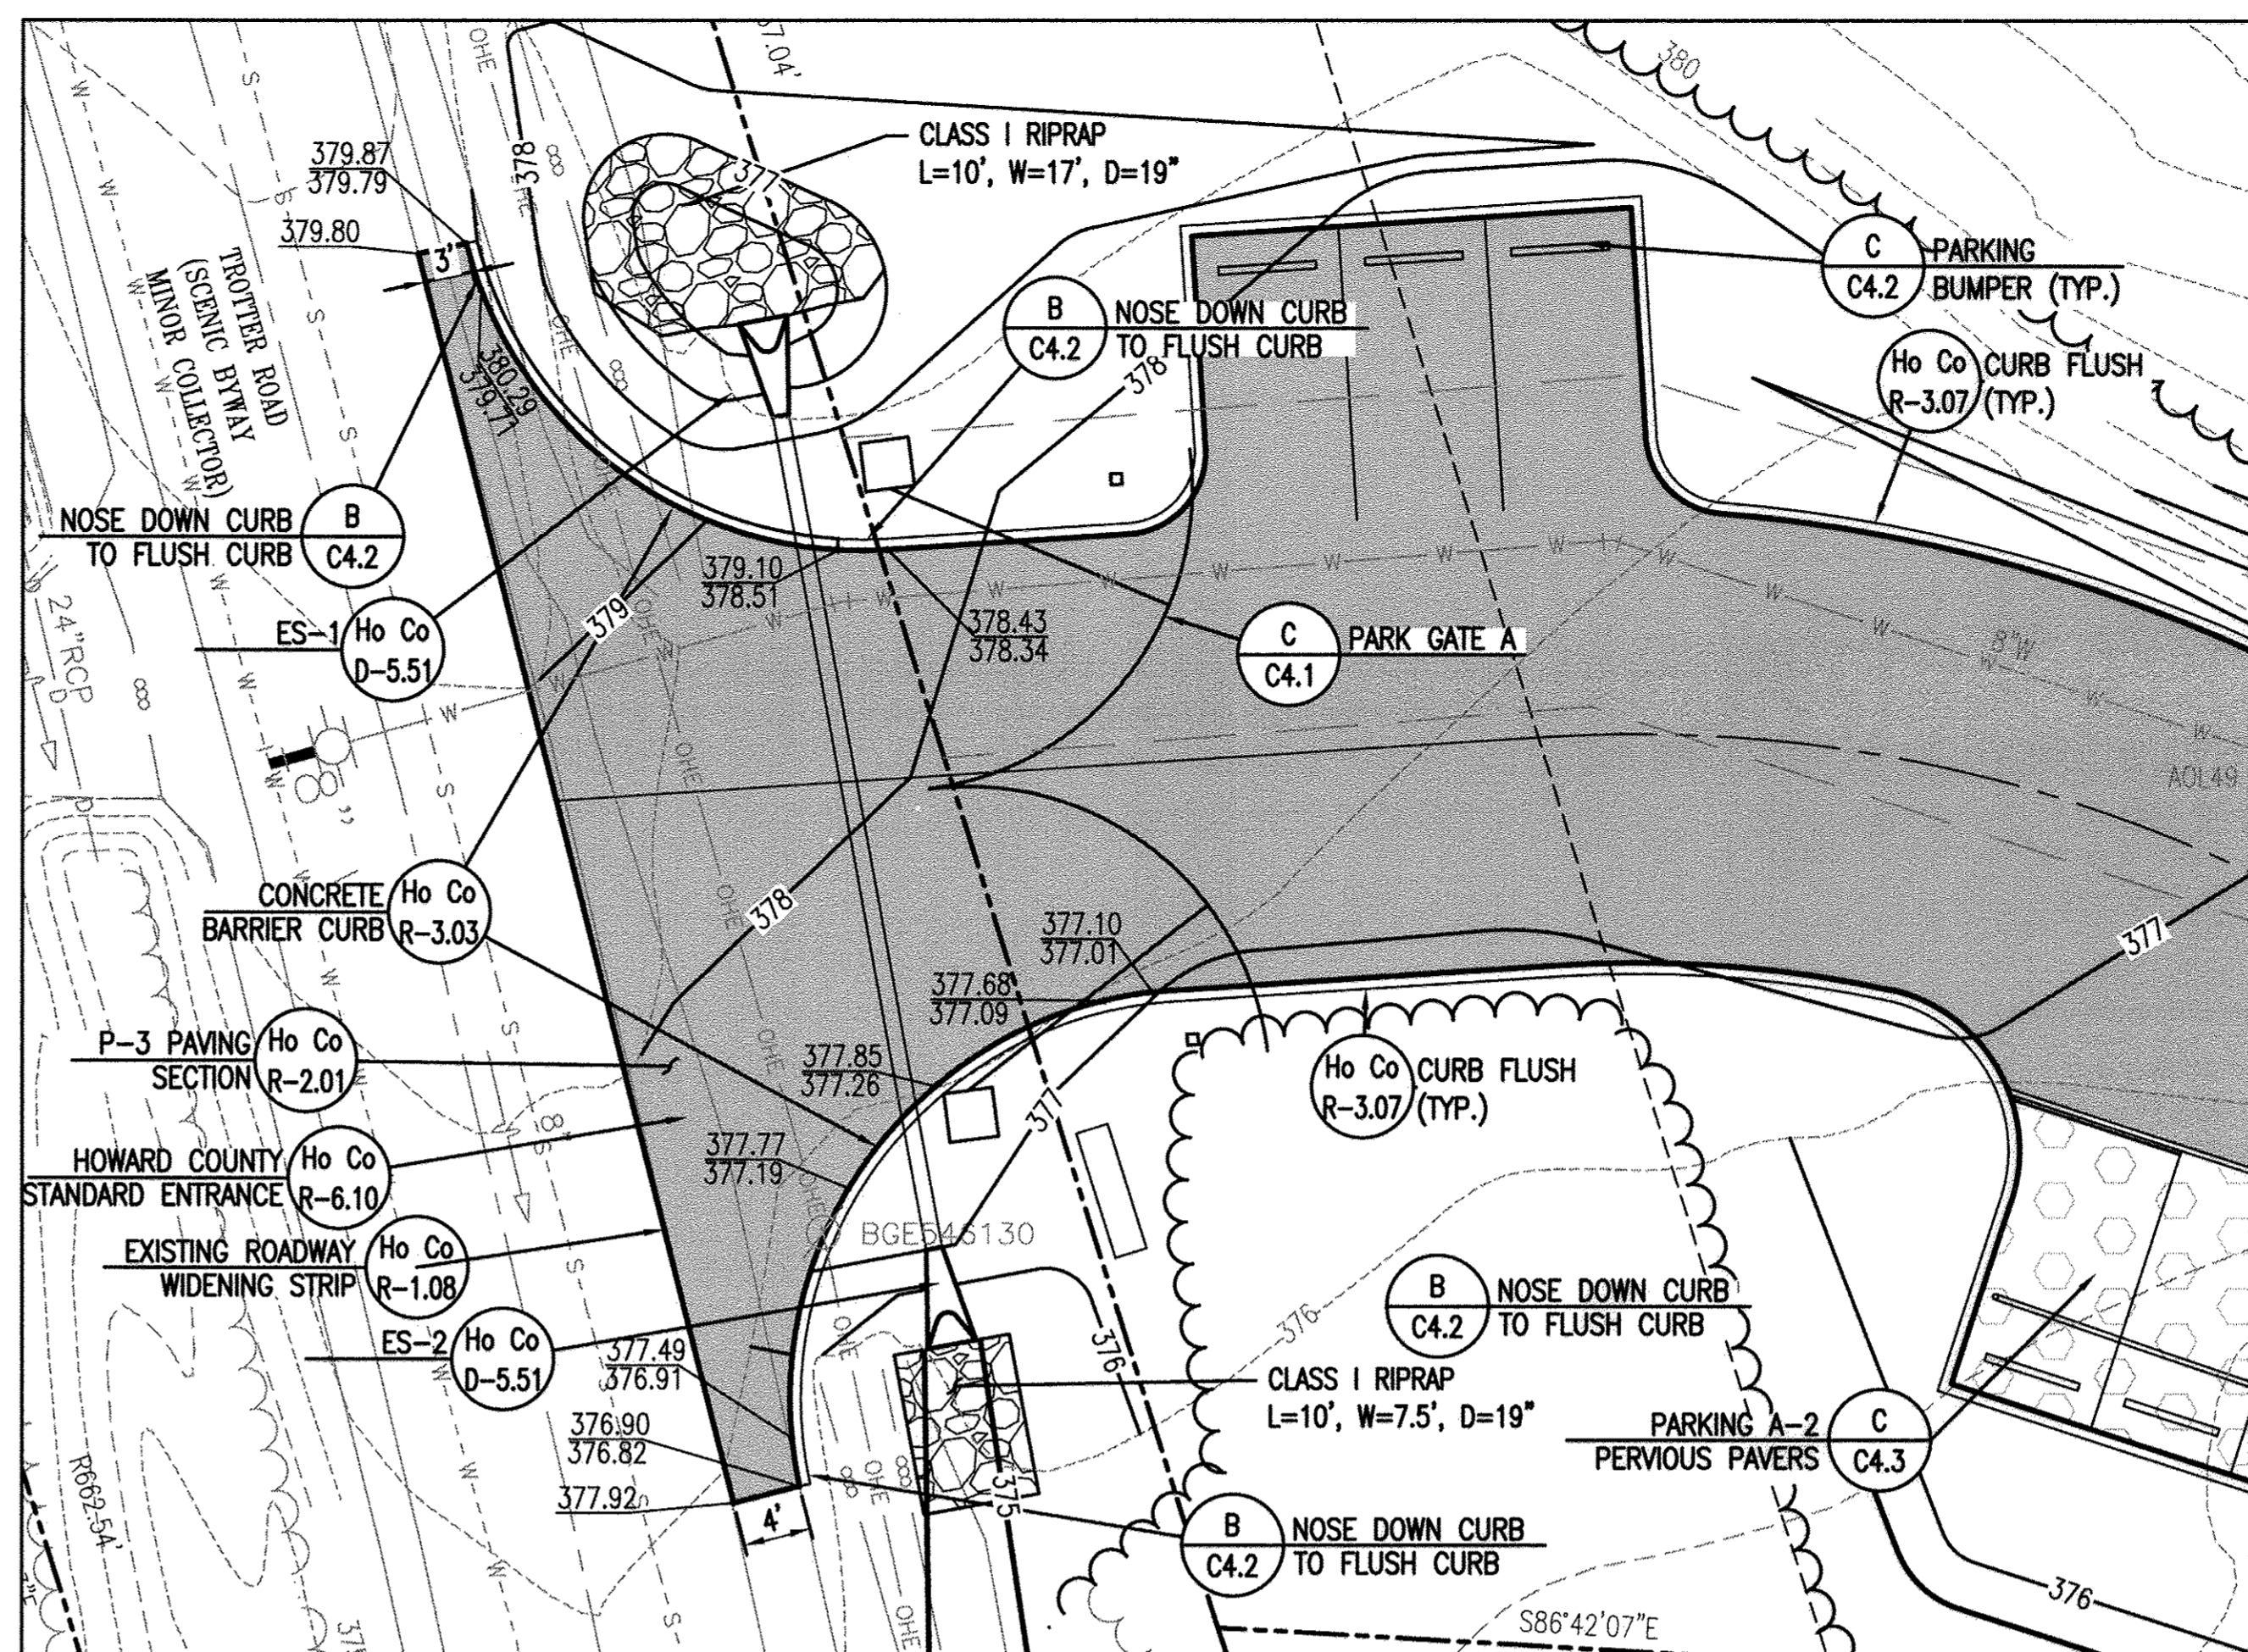 380
37.04'
OHE
378
CLASS I RIPRAP
L=10', W=17', D=19"
377
379.87
379.79
379.80
3'
TROTTER ROAD
(SCENIC BYWAY
MINOR COLLECTOR)
380.29
379.71
B
C4.2
NOSE DOWN CURB
TO FLUSH CURB
C
C4.2
PARKING
BUMPER (TYP.)
Ho Co
R-3.07
CURB FLUSH
(TYP.)
378
NOSE DOWN CURB
TO FLUSH CURB
B
C4.2
24"RCP
379.10
378.51
378.43
378.34
379
ES-1
Ho Co
D-5.51
C
C4.1
PARK GATE A
8"W
OHE
AOL49
8"
378
CONCRETE
BARRIER CURB
Ho Co
R-3.03
377.10
377.01
377
377.68
377.09
P-3 PAVING
SECTION
Ho Co
R-2.01
377.85
377.26
Ho Co
R-3.07
CURB FLUSH
(TYP.)
377
8"S
377.77
377.19
HOWARD COUNTY
STANDARD ENTRANCE
Ho Co
R-6.10
BGE546130
EXISTING ROADWAY
WIDENING STRIP
Ho Co
R-1.08
B
C4.2
NOSE DOWN CURB
TO FLUSH CURB
376
376
ES-2
Ho Co
D-5.51
377.49
376.91
CLASS I RIPRAP
L=10', W=7.5', D=19"
376.90
376.82
PARKING A-2
PERVIOUS PAVERS
C
C4.3
R662.54'
377.92
375
4'
B
C4.2
NOSE DOWN CURB
TO FLUSH CURB
376
S86°42'07"E